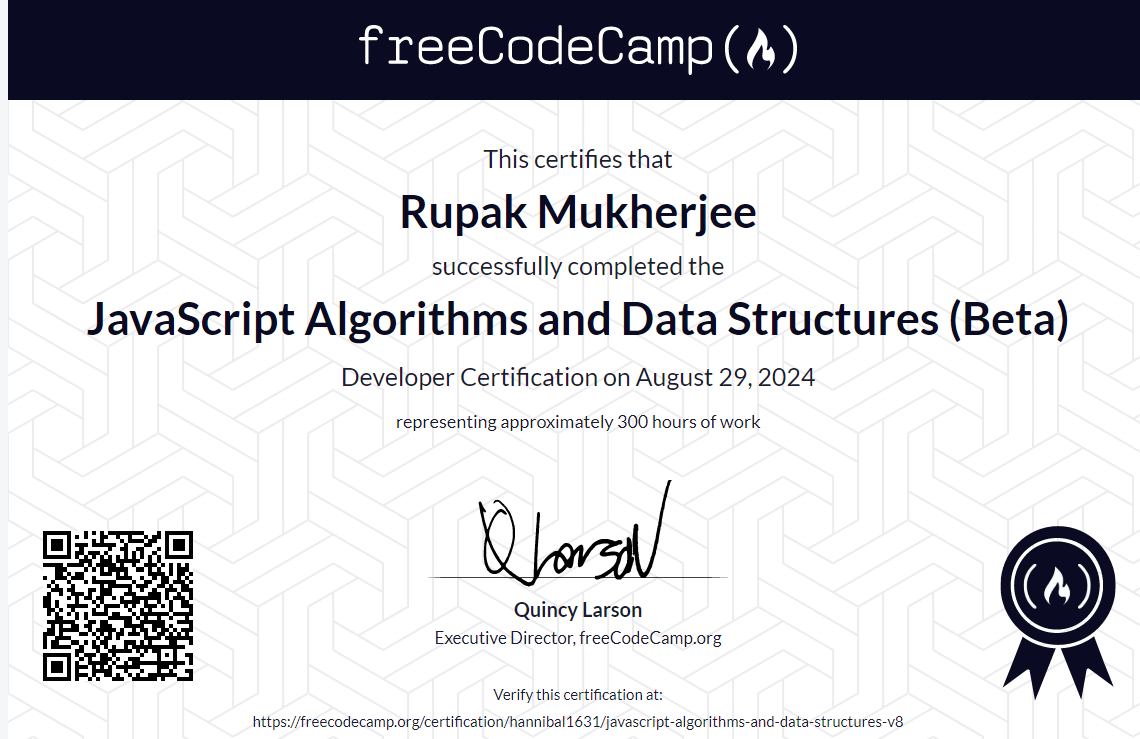 freeCodeCamp
This certifies that
Rupak Mukherjee
successfully completed the
JavaScript Algorithms and Data Structures (Beta)
Developer Certification on August 29, 2024
representing approximately 300 hours of work
QLarson
Quincy Larson
Executive Director, freeCodeCamp.org
Verify this certification at:
https://freecodecamp.org/certification/hannibal1631/javascript-algorithms-and-data-structures-v8